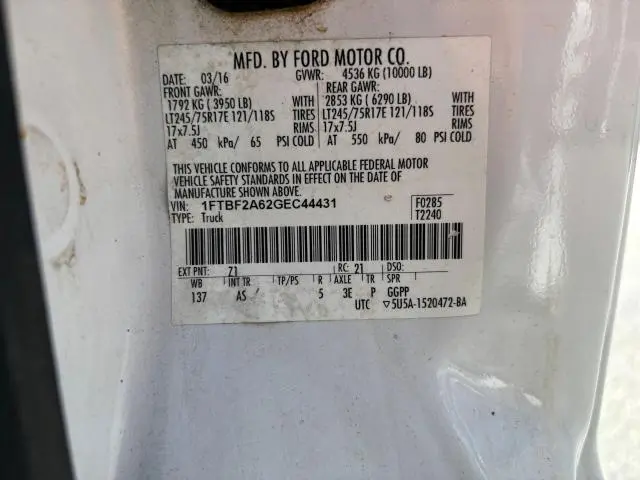 MFD. BY FORD MOTOR CO.
DATE: 03/16 GVWR: 4536 KG (10000 LB)
FRONT GAWR: REAR GAWR:
1792 KG ( 3950 LB) WITH 2853 KG ( 6290 LB) WITH
LT245/75R17E 121/118S TIRES LT245/75R17E 121/118S TIRES
17x7.5J RIMS 17x7.5J RIMS
AT 450 kPa/ 65 PSI COLD AT 550 kPa/ 80 PSI COLD
THIS VEHICLE CONFORMS TO ALL APPLICABLE FEDERAL MOTOR
VEHICLE SAFETY STANDARDS IN EFFECT ON THE DATE OF
MANUFACTURE SHOWN ABOVE.
VIN: 1FTBF2A62GEC44431 F0285
TYPE: Truck T2240
EXT PNT: Z1 RC: 21 DSO:
WB INT TR TP/PS R AXLE TR SPR
137 AS 5 3E P GGPP
UTC ▽5U5A-1520472-BA